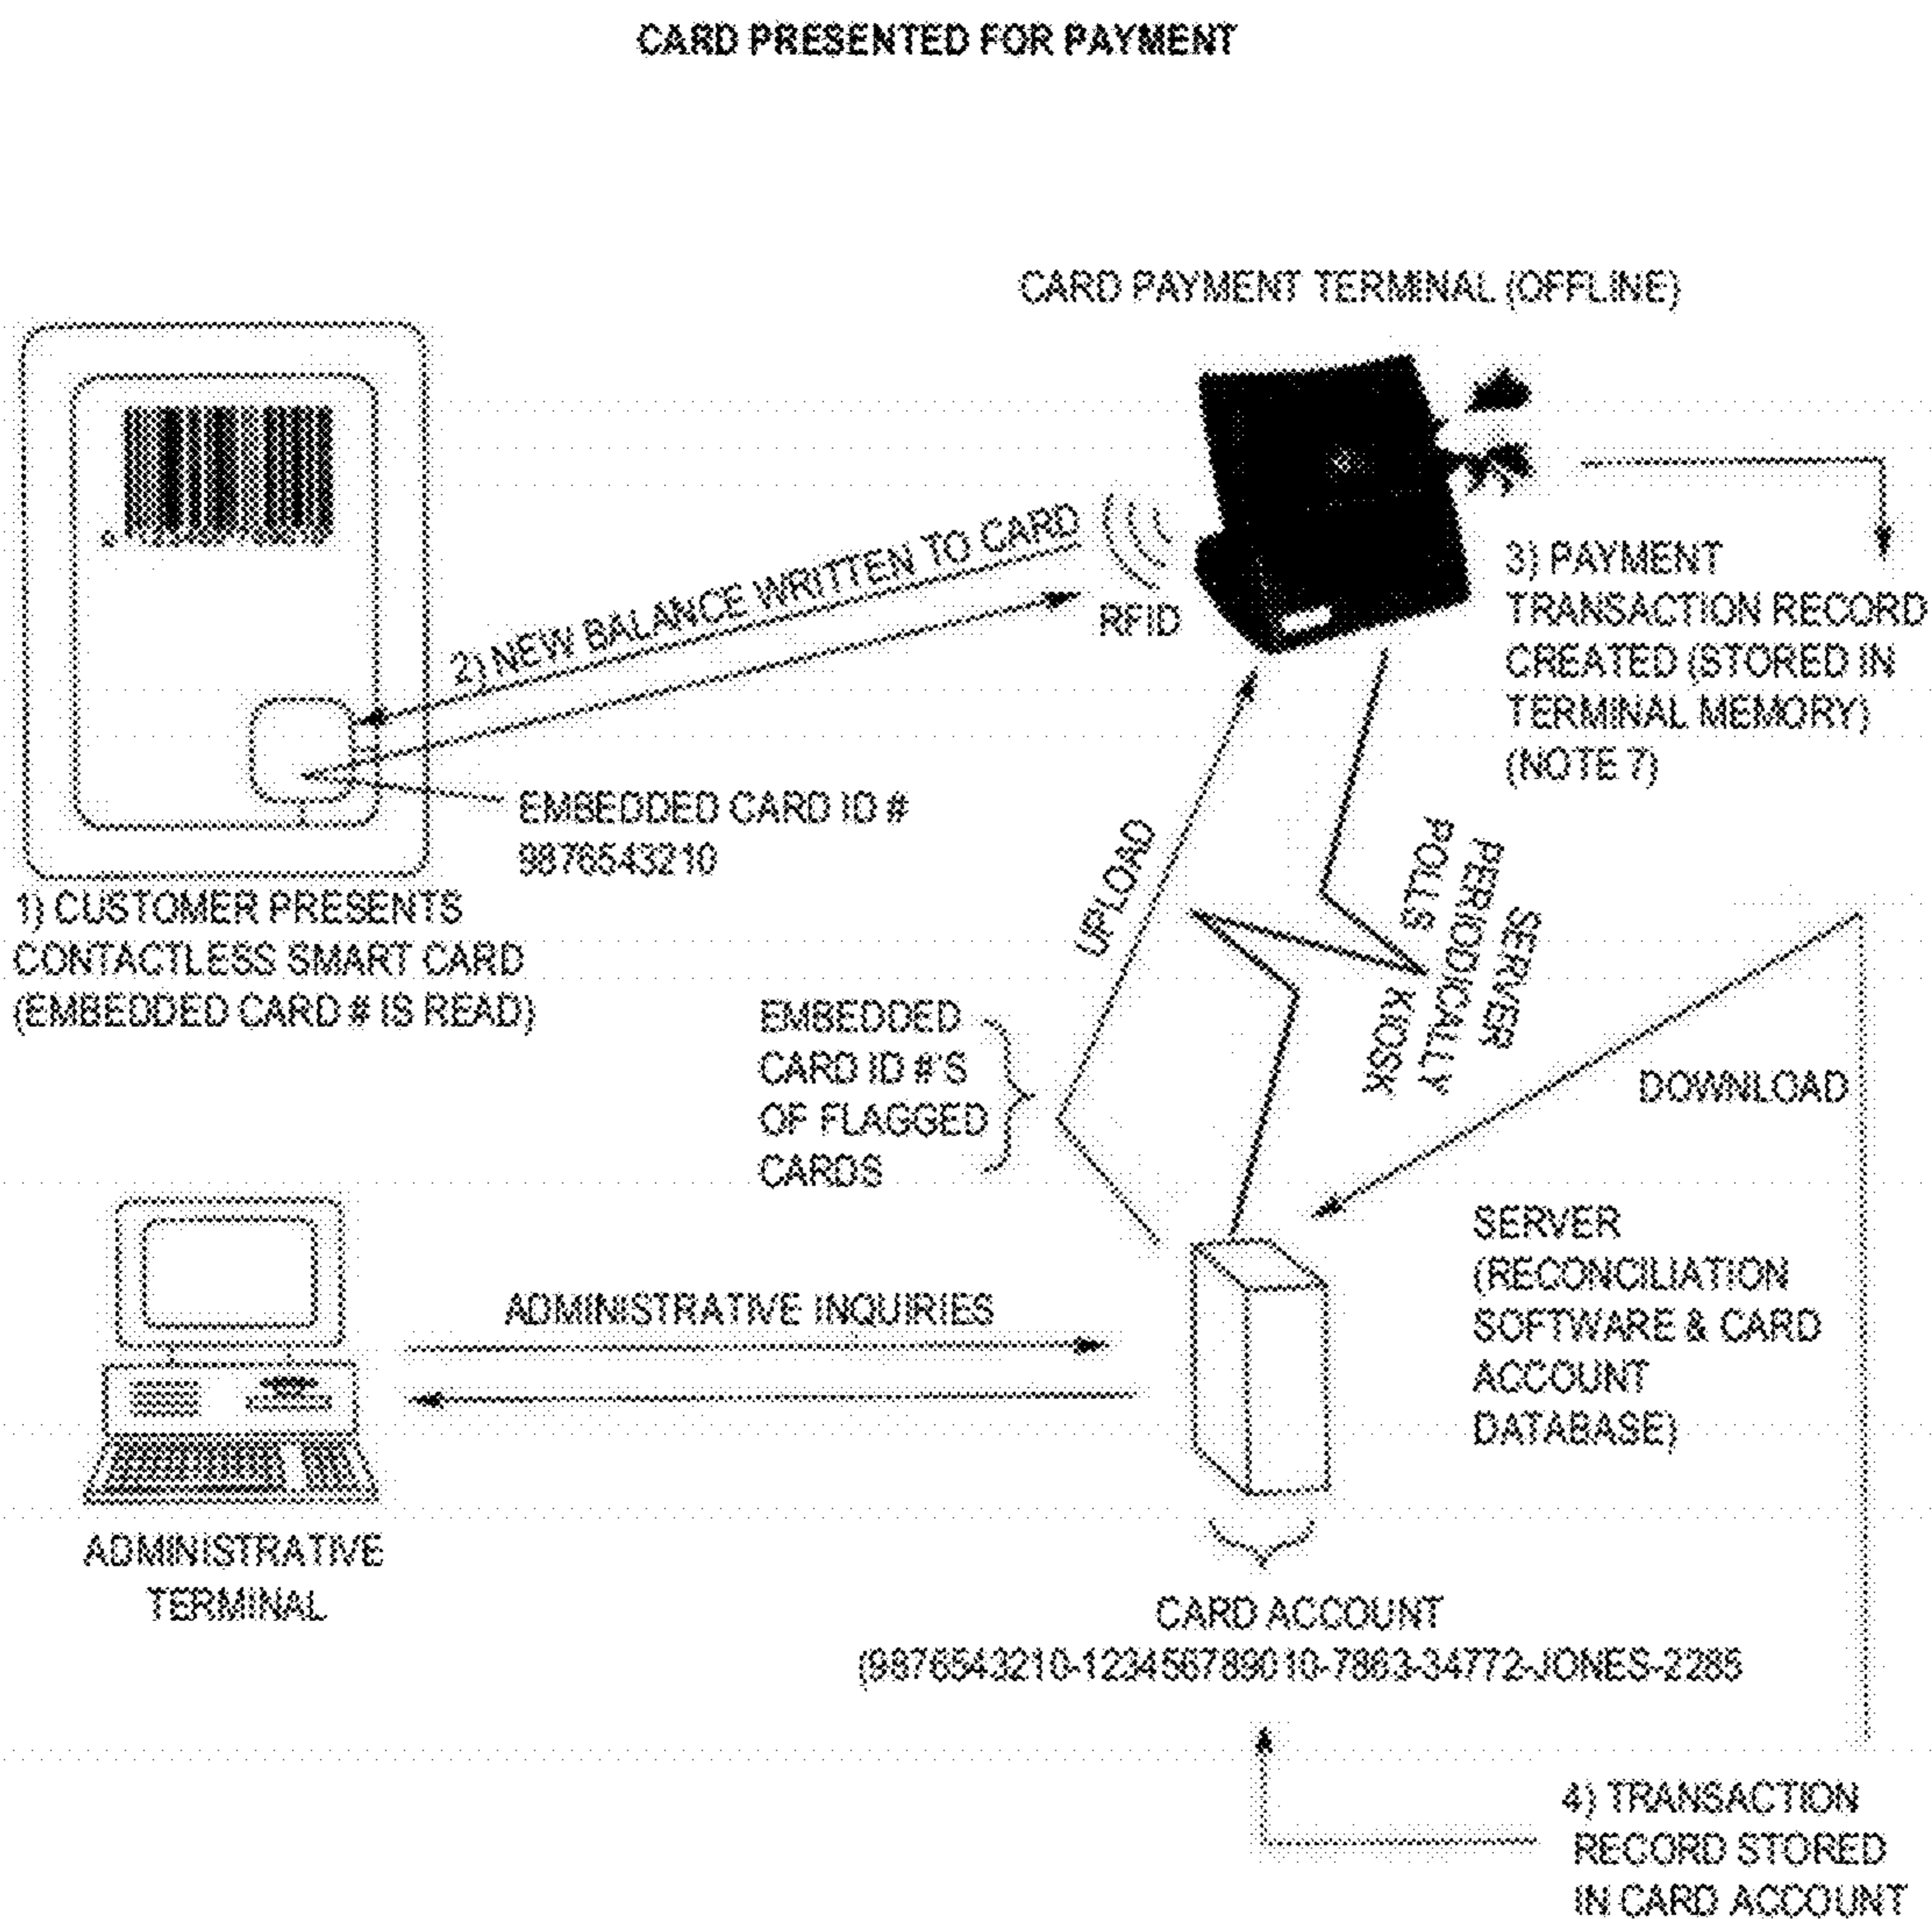 CARD PRESENTED FOR PAYMENT
CARD PAYMENT TERMINAL (OFFLINE)
2) NEW BALANCE WRITTEN TO CARD
RFID
3) PAYMENT
TRANSACTION RECORD
CREATED (STORED IN
TERMINAL MEMORY)
(NOTE 7)
EMBEDDED CARD ID #
9876543210
1) CUSTOMER PRESENTS
CONTACTLESS SMART CARD
(EMBEDDED CARD # IS READ)
UPLOAD
SERVER
PERIODICALLY
POLLS KIOSK
EMBEDDED
CARD ID #'S
OF FLAGGED
CARDS
DOWNLOAD
SERVER
(RECONCILIATION
SOFTWARE & CARD
ACCOUNT
DATABASE)
ADMINISTRATIVE INQUIRIES
ADMINISTRATIVE
TERMINAL
CARD ACCOUNT
(9876543210-123456789010-7863-34772-JONES-2285
4) TRANSACTION
RECORD STORED
IN CARD ACCOUNT